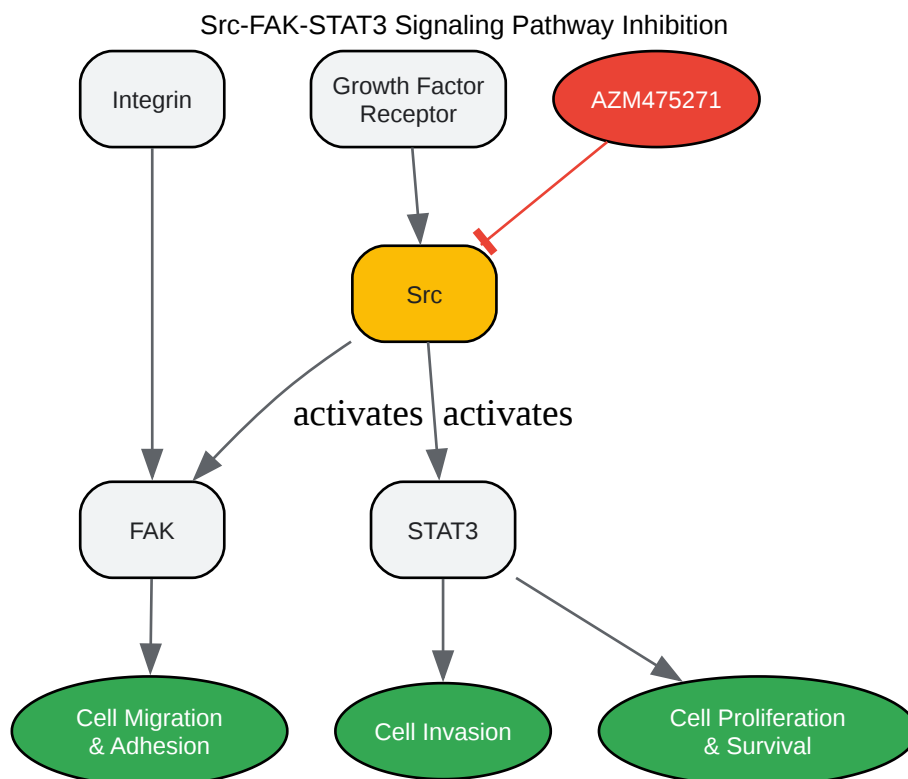 Src-FAK-STAT3 Signaling Pathway Inhibition
Integrin
Growth Factor
Receptor
AZM475271
Src
activates
activates
FAK
STAT3
Cell Migration
& Adhesion
Cell Invasion
Cell Proliferation
& Survival